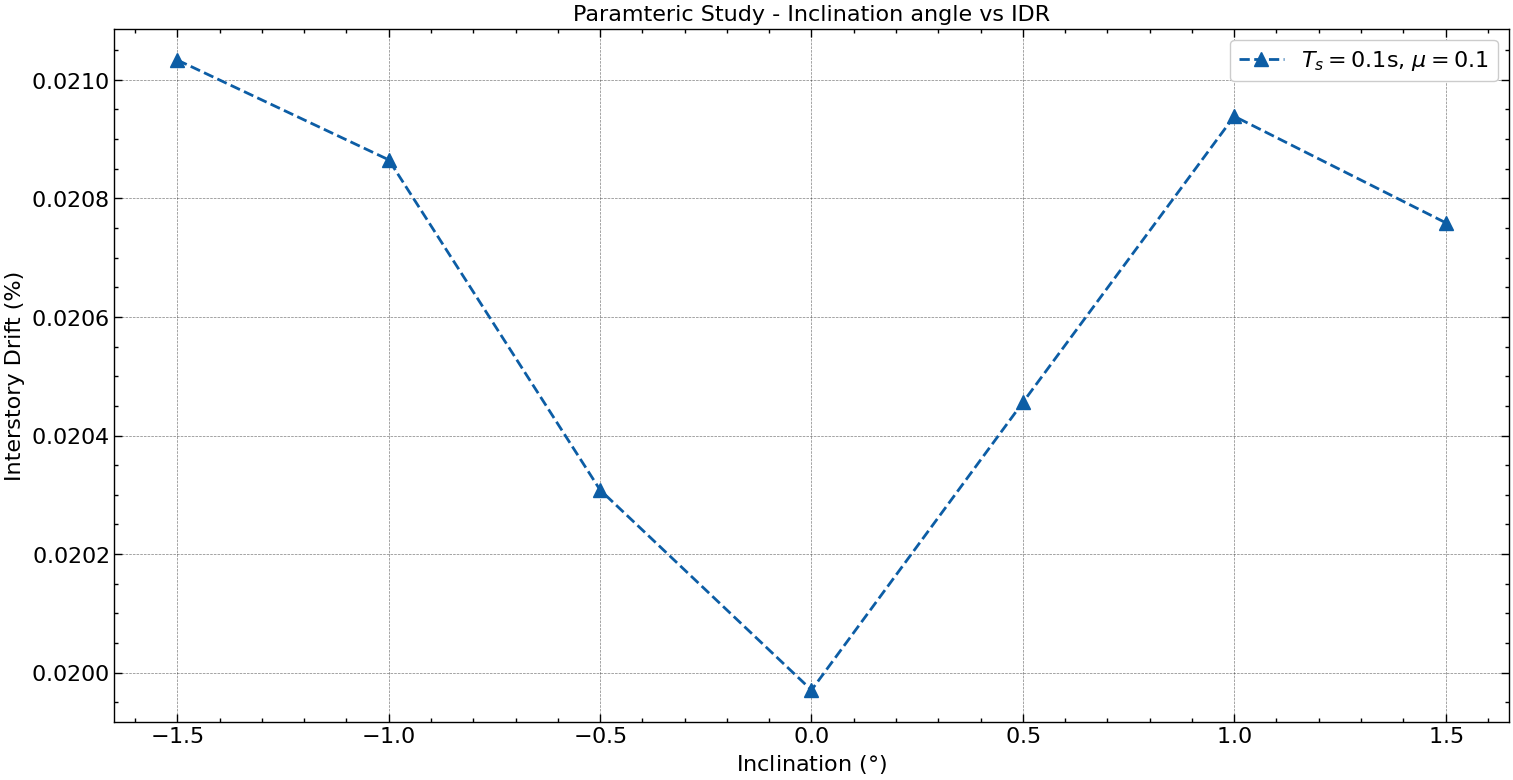 Paramteric Study - Inclination angle vs IDR
T_s = 0.1s, μ = 0.1
Interstory Drift (%)
0.0210
0.0208
0.0206
0.0204
0.0202
0.0200
−1.5 −1.0 −0.5 0.0 0.5 1.0 1.5
Inclination (°)